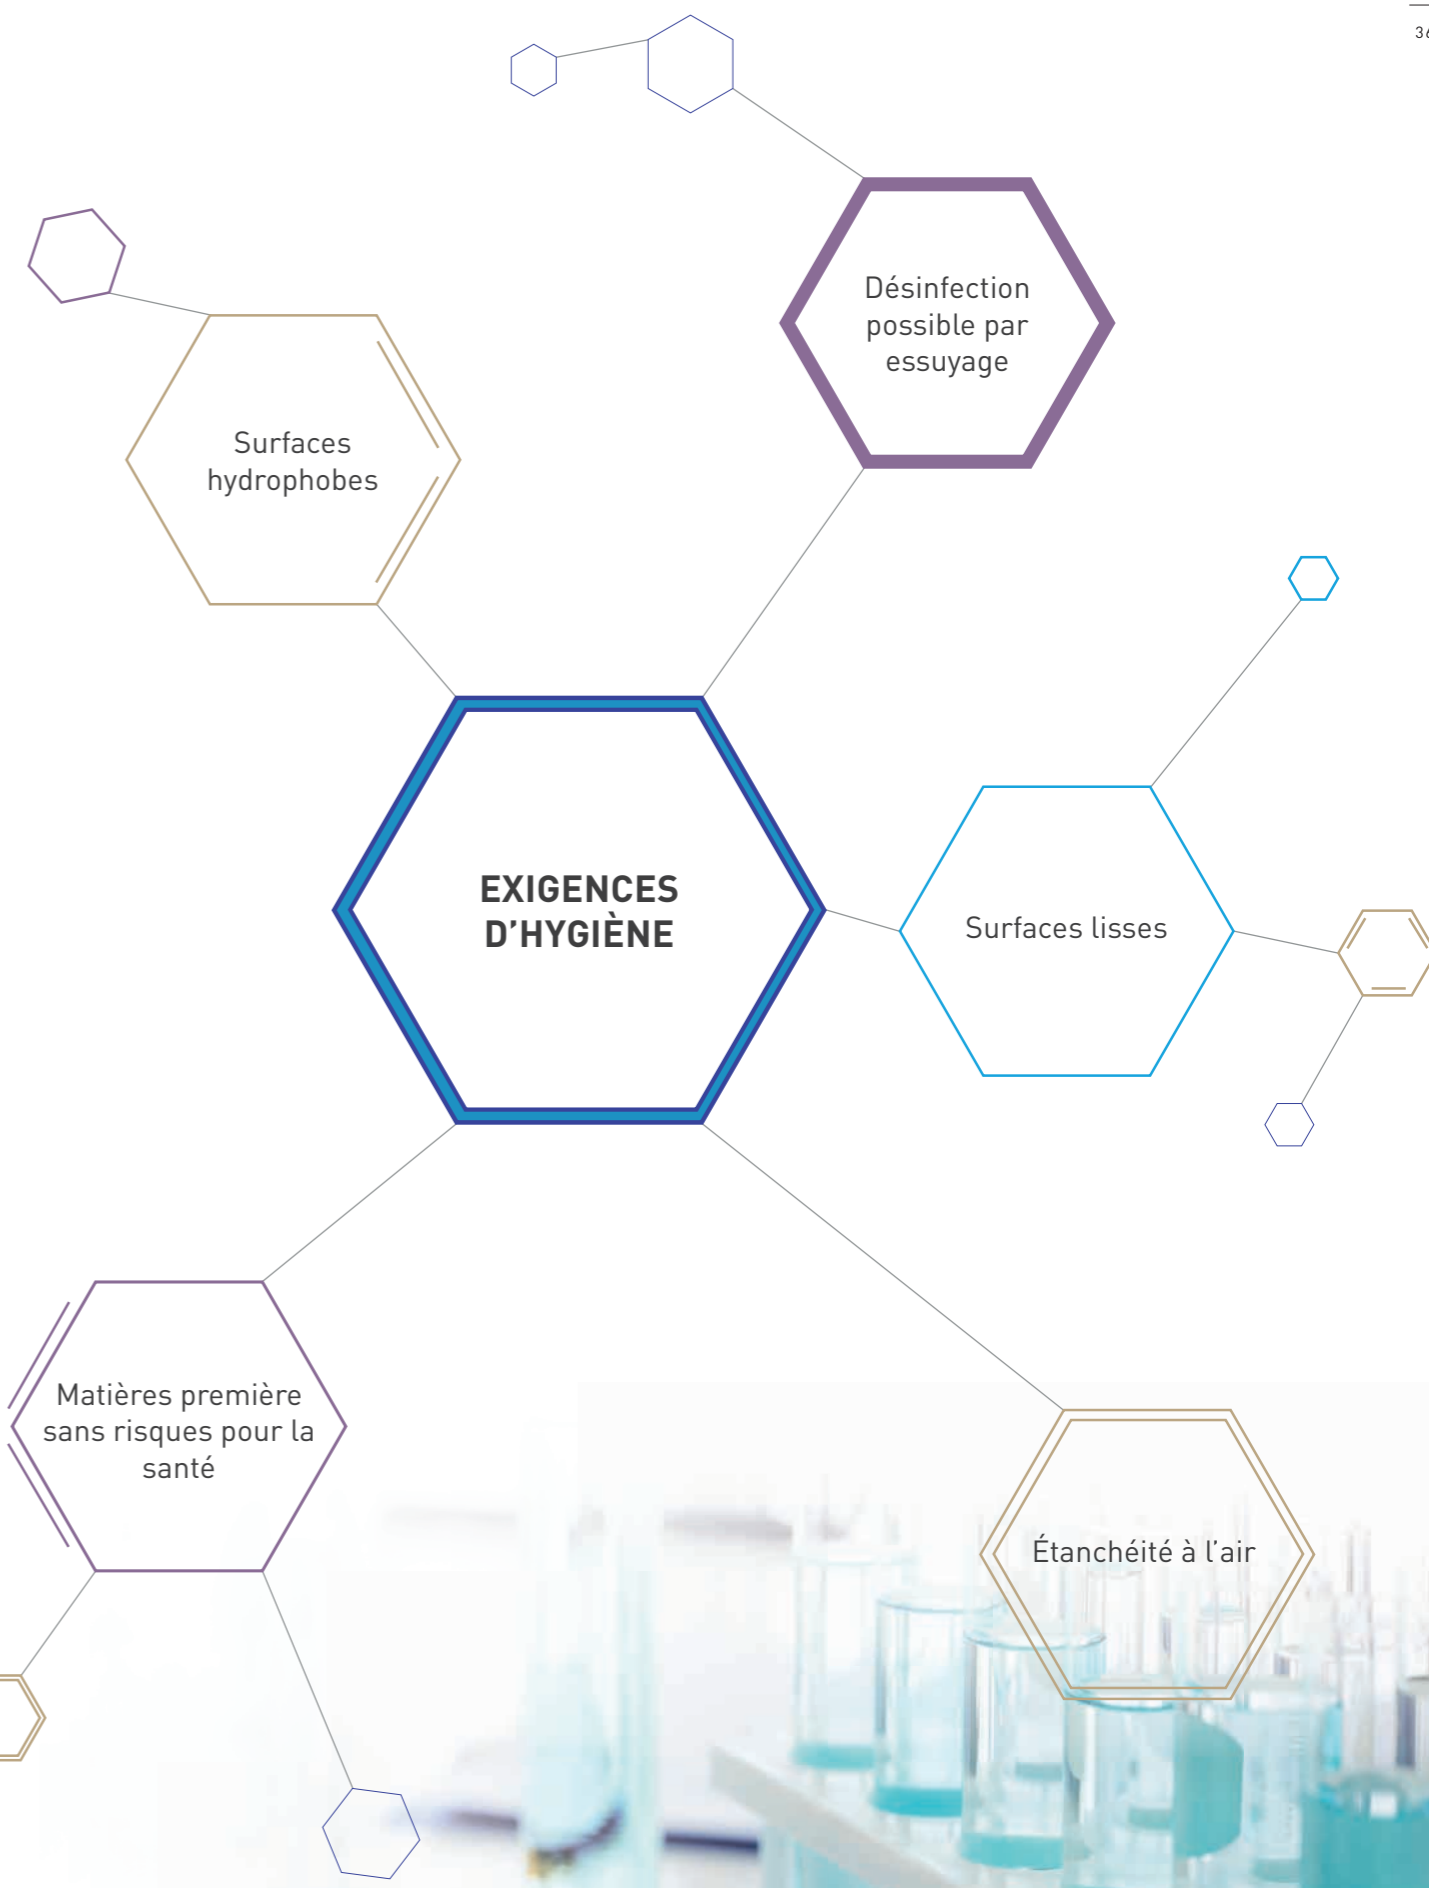 36
Désinfection
possible par
essuyage
Surfaces
hydrophobes
EXIGENCES
D’HYGIÈNE
Surfaces lisses
Matières première
sans risques pour la
santé
Étanchéité à l’air